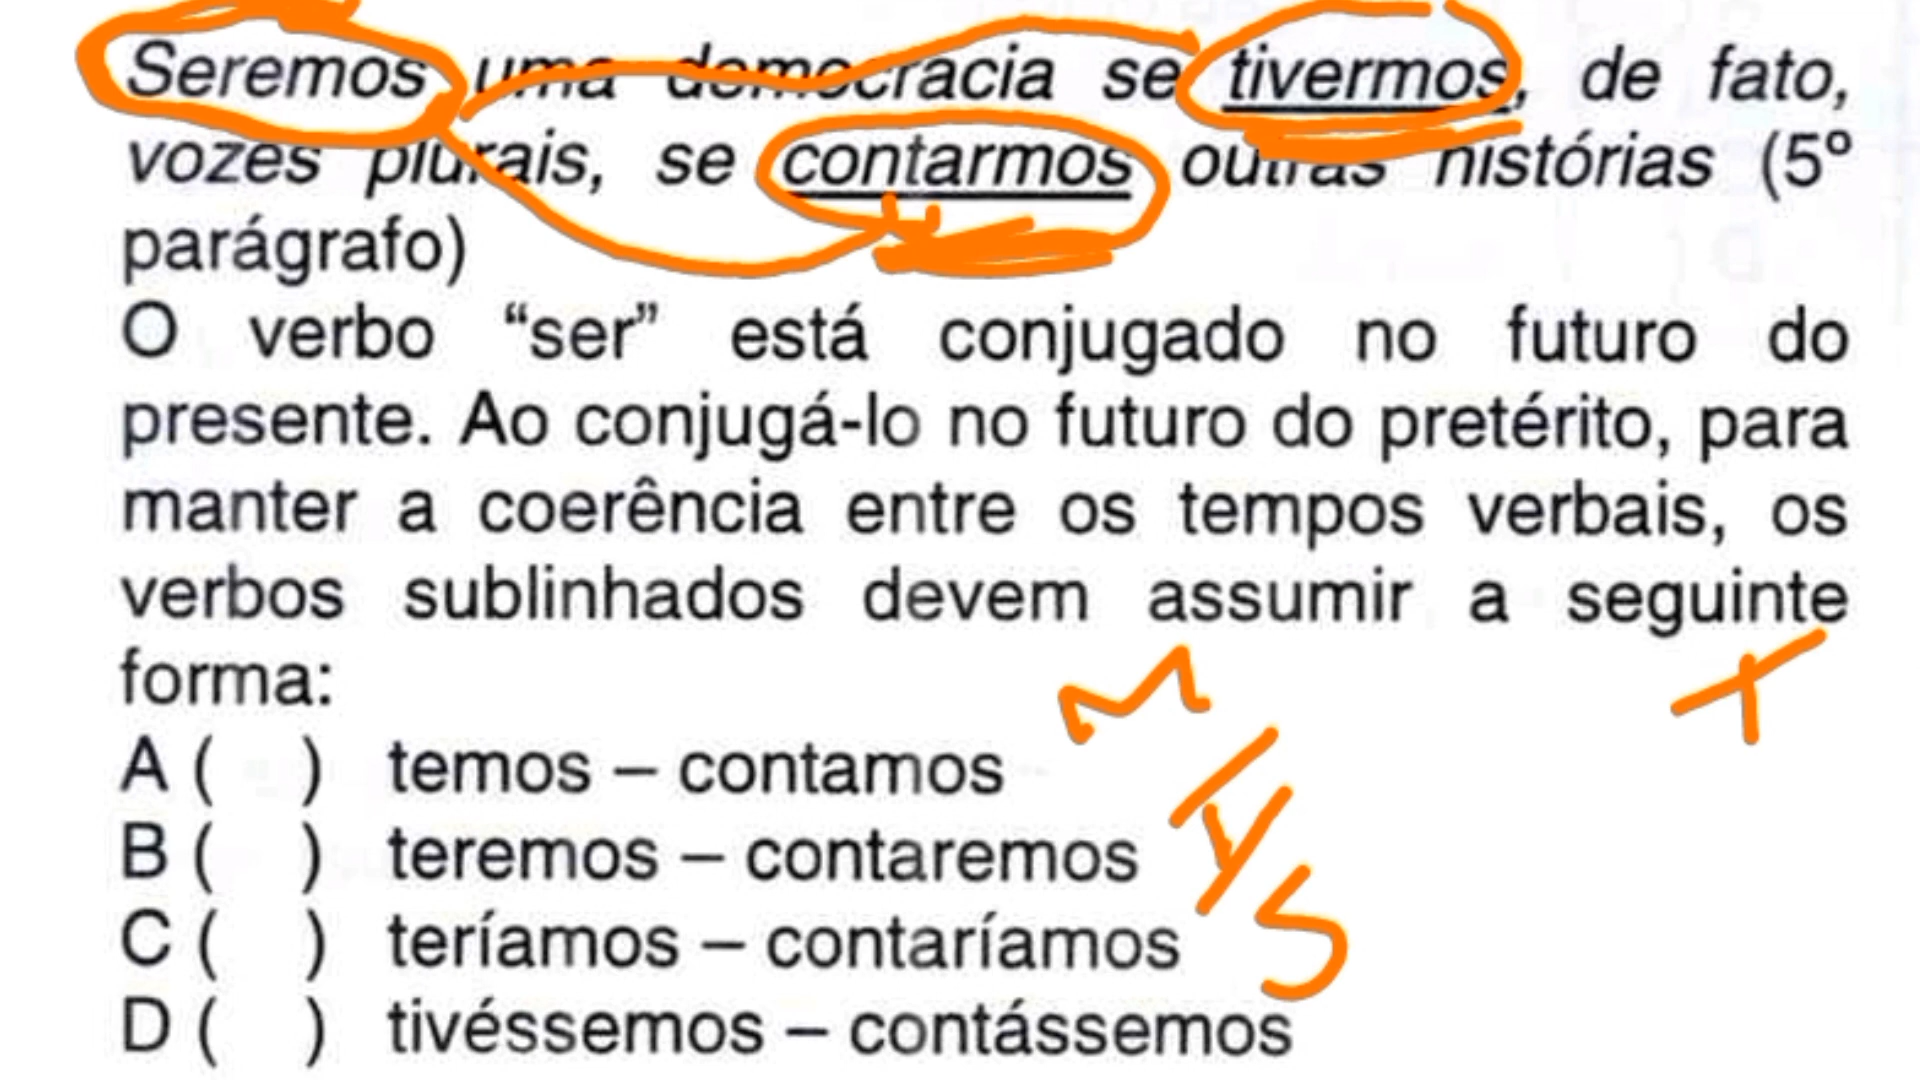 Seremos uma democracia se tivermos, de fato,
vozes plurais, se contarmos outras histórias (5º
parágrafo)
O verbo “ser” está conjugado no futuro do
presente. Ao conjugá-lo no futuro do pretérito, para
manter a coerência entre os tempos verbais, os
verbos sublinhados devem assumir a seguinte
forma:
A ( ) temos – contamos
B ( ) teremos – contaremos
C ( ) teríamos – contaríamos
D ( ) tivéssemos – contássemos